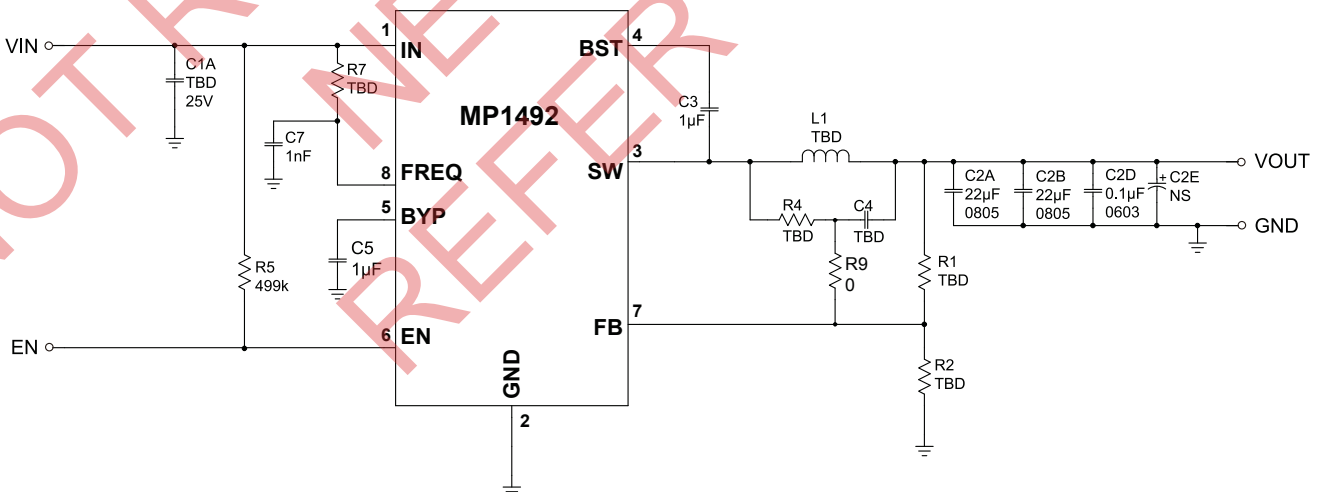 VIN
C1A
TBD
25V
R7
TBD
C7
1nF
C5
1µF
R5
499k
EN
1
IN
8
FREQ
5
BYP
6
EN
MP1492
GND
2
4
BST
3
SW
7
FB
C3
1µF
L1
TBD
R4
TBD
C4
TBD
R9
0
R1
TBD
R2
TBD
C2A
22µF
0805
C2B
22µF
0805
C2D
0.1µF
0603
+
C2E
NS
VOUT
GND
NOT R
NE
REFER